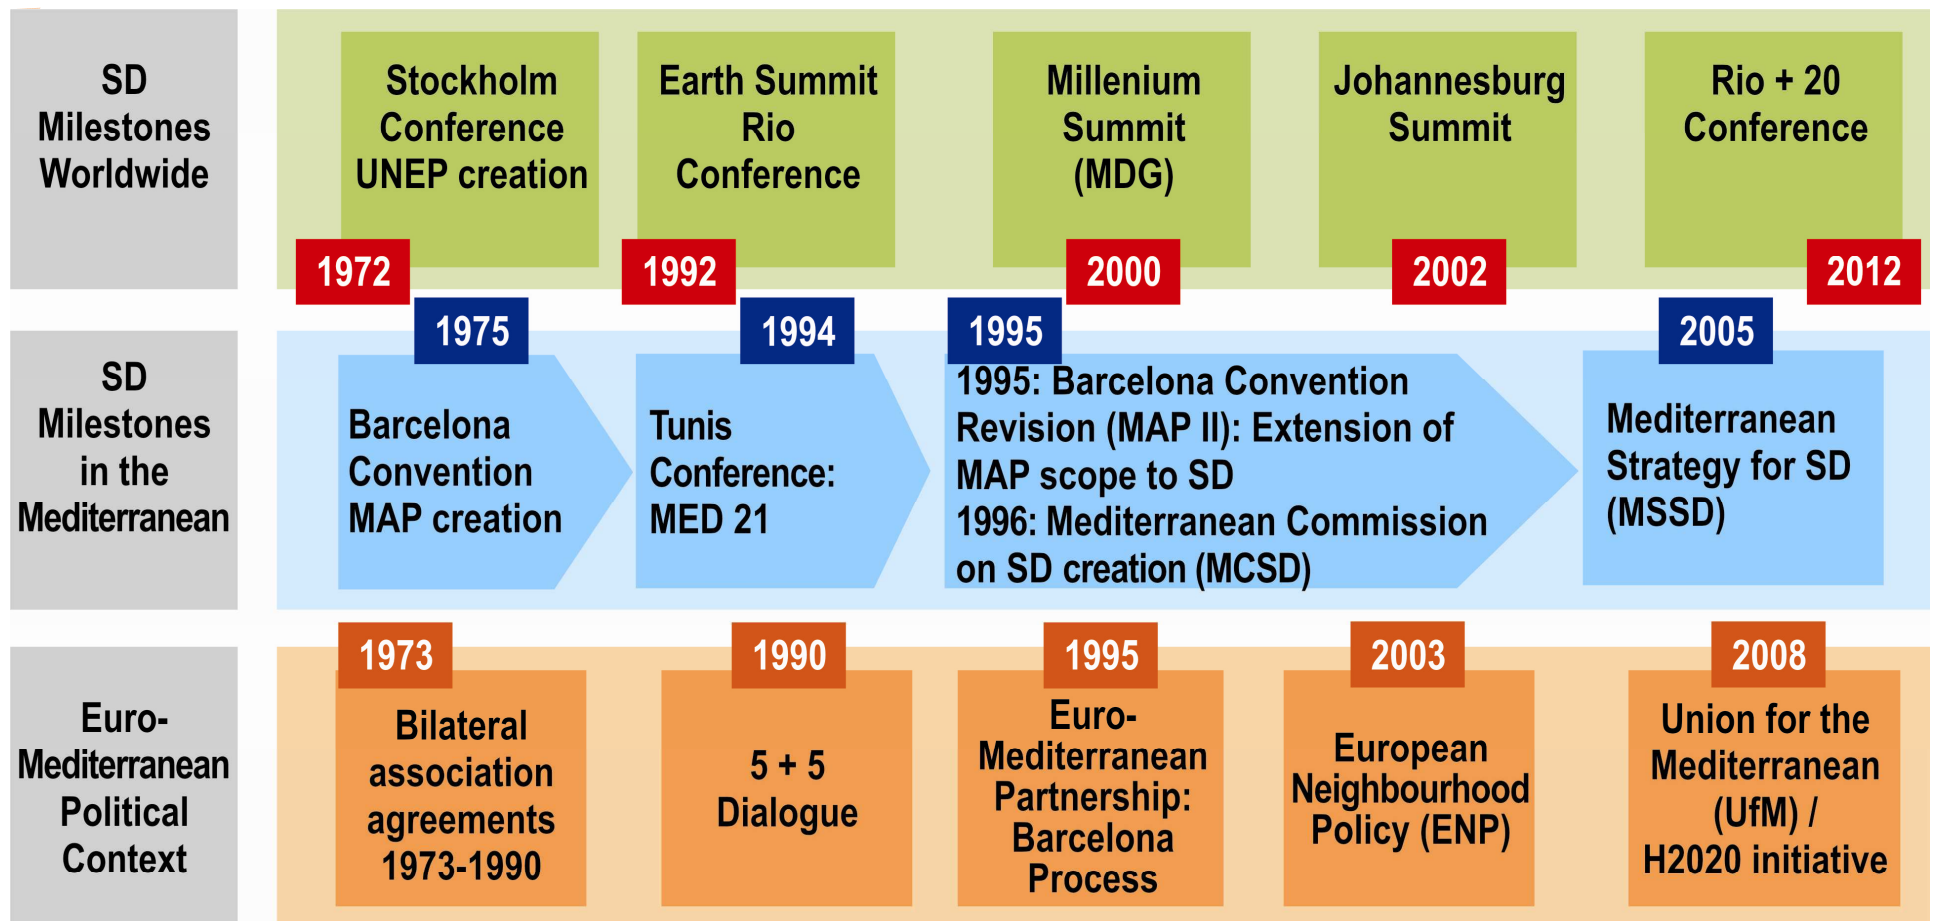 SD
Milestones
Worldwide
Stockholm
Conference
UNEP creation
1972
Earth Summit
Rio
Conference
1992
Millenium
Summit
(MDG)
2000
Johannesburg
Summit
2002
Rio + 20
Conference
2012
SD
Milestones
in the
Mediterranean
1975
Barcelona
Convention
MAP creation
1994
Tunis
Conference:
MED 21
1995
1995: Barcelona Convention
Revision (MAP II): Extension of
MAP scope to SD
1996: Mediterranean Commission
on SD creation (MCSD)
2005
Mediterranean
Strategy for SD
(MSSD)
Euro-
Mediterranean
Political
Context
1973
Bilateral
association
agreements
1973-1990
1990
5 + 5
Dialogue
1995
Euro-
Mediterranean
Partnership:
Barcelona
Process
2003
European
Neighbourhood
Policy (ENP)
2008
Union for the
Mediterranean
(UfM) /
H2020 initiative